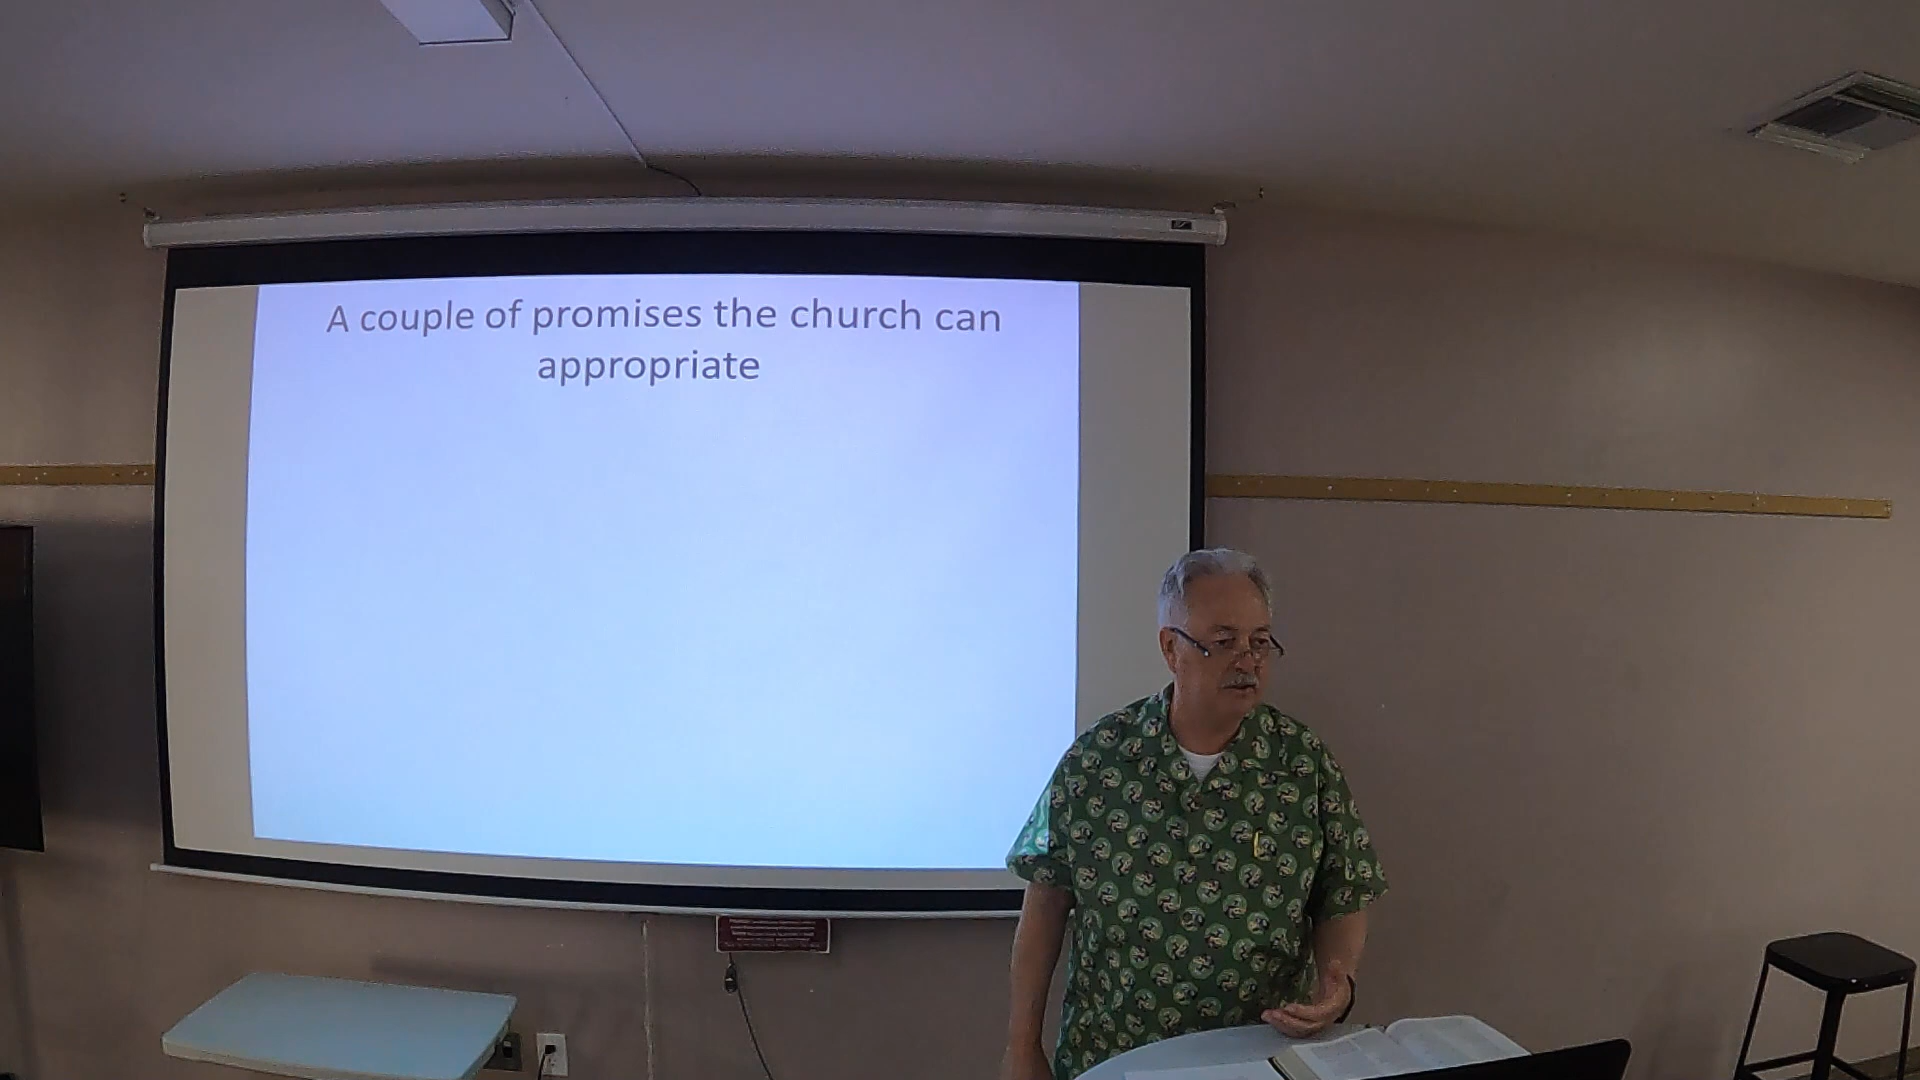 A couple of promises the church can
appropriate